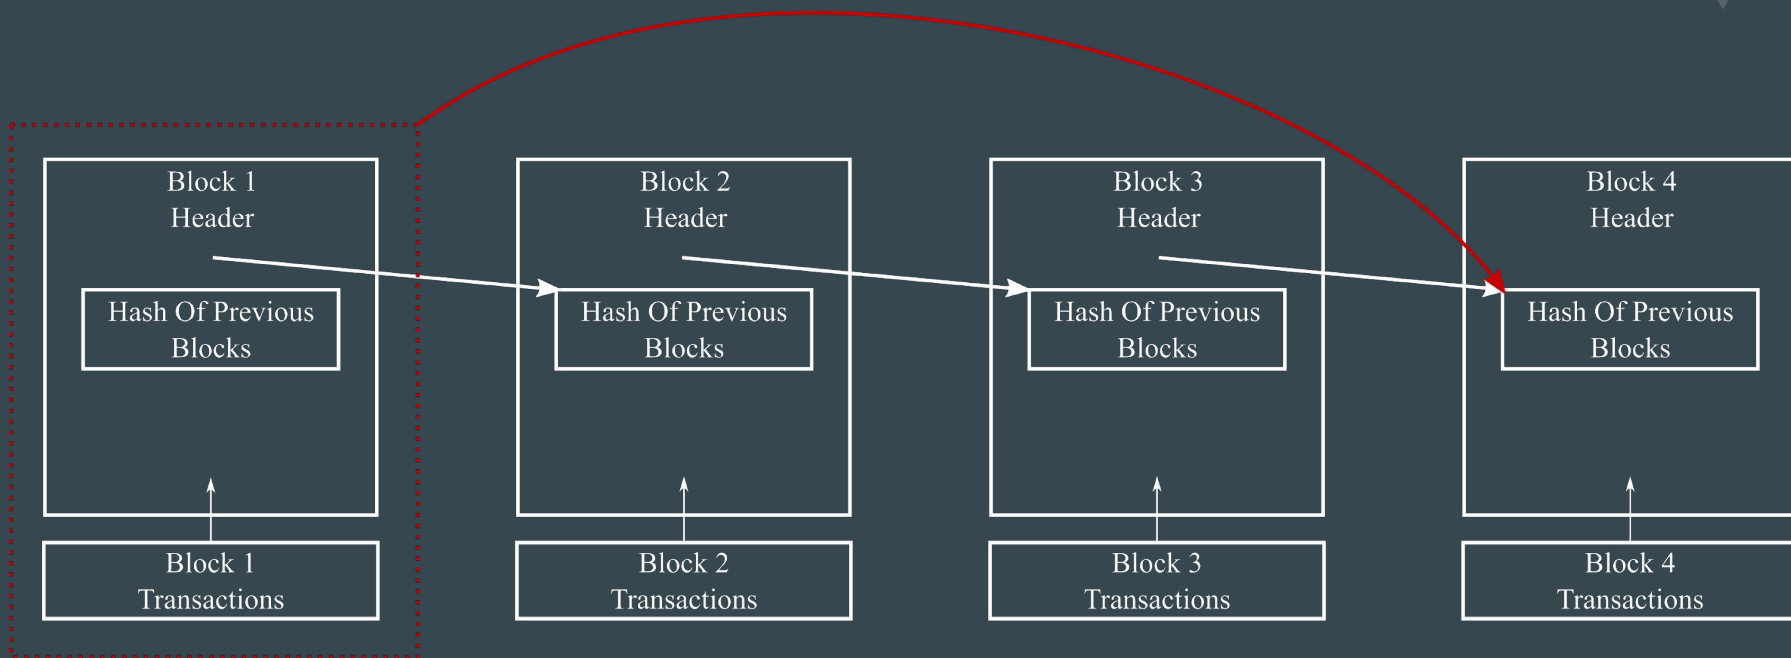 Block 1
Header
Hash Of Previous
Blocks
Block 1
Transactions
Block 2
Header
Hash Of Previous
Blocks
Block 2
Transactions
Block 3
Header
Hash Of Previous
Blocks
Block 3
Transactions
Block 4
Header
Hash Of Previous
Blocks
Block 4
Transactions